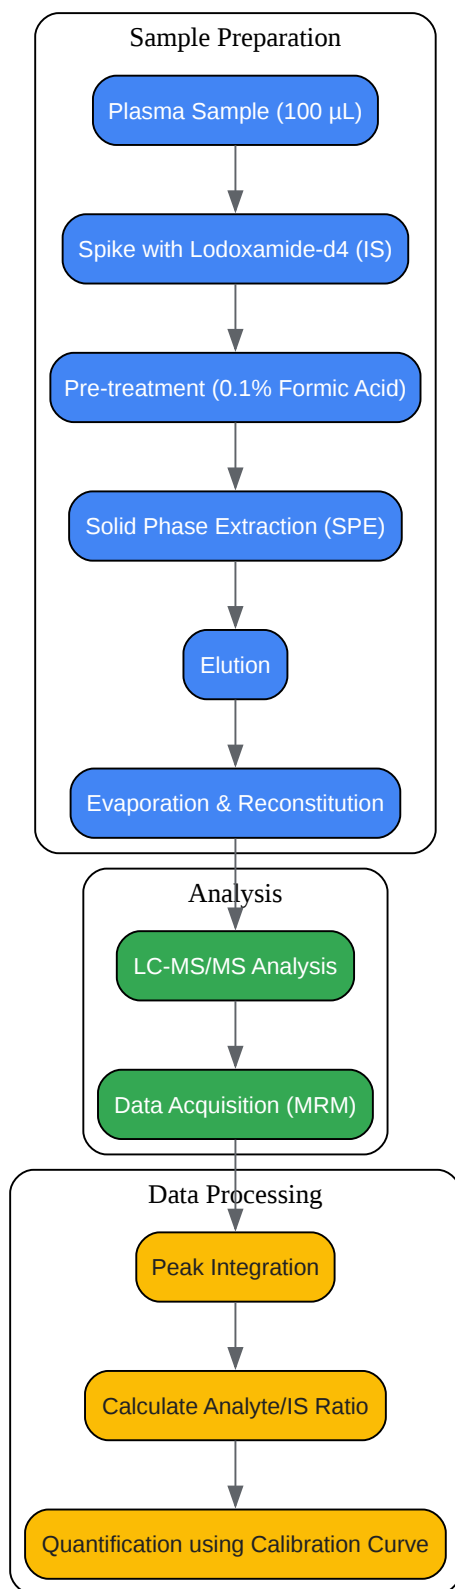 Sample Preparation
Plasma Sample (100 µL)
Spike with Lodoxamide-d4 (IS)
Pre-treatment (0.1% Formic Acid)
Solid Phase Extraction (SPE)
Elution
Evaporation & Reconstitution
Analysis
LC-MS/MS Analysis
Data Acquisition (MRM)
Data Processing
Peak Integration
Calculate Analyte/IS Ratio
Quantification using Calibration Curve